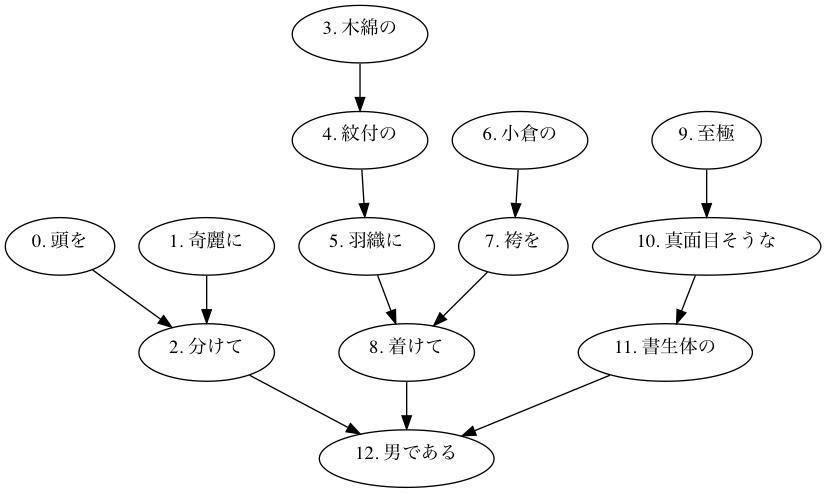 3. 木綿の
4. 紋付の
6. 小倉の
9. 至極
0. 頭を
1. 奇麗に
5. 羽織に
7. 袴を
10. 真面目そうな
2. 分けて
8. 着けて
11. 書生体の
12. 男である